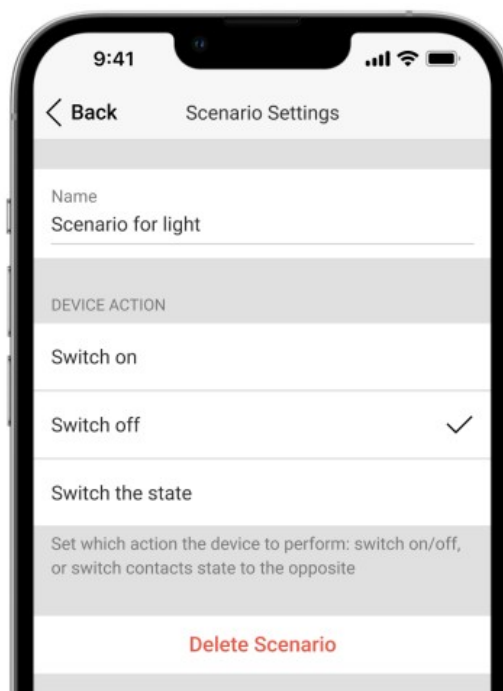 9:41
Back
Scenario Settings
Name
Scenario for light
DEVICE ACTION
Switch on
Switch off
Switch the state
Set which action the device to perform: switch on/off,
or switch contacts state to the opposite
Delete Scenario